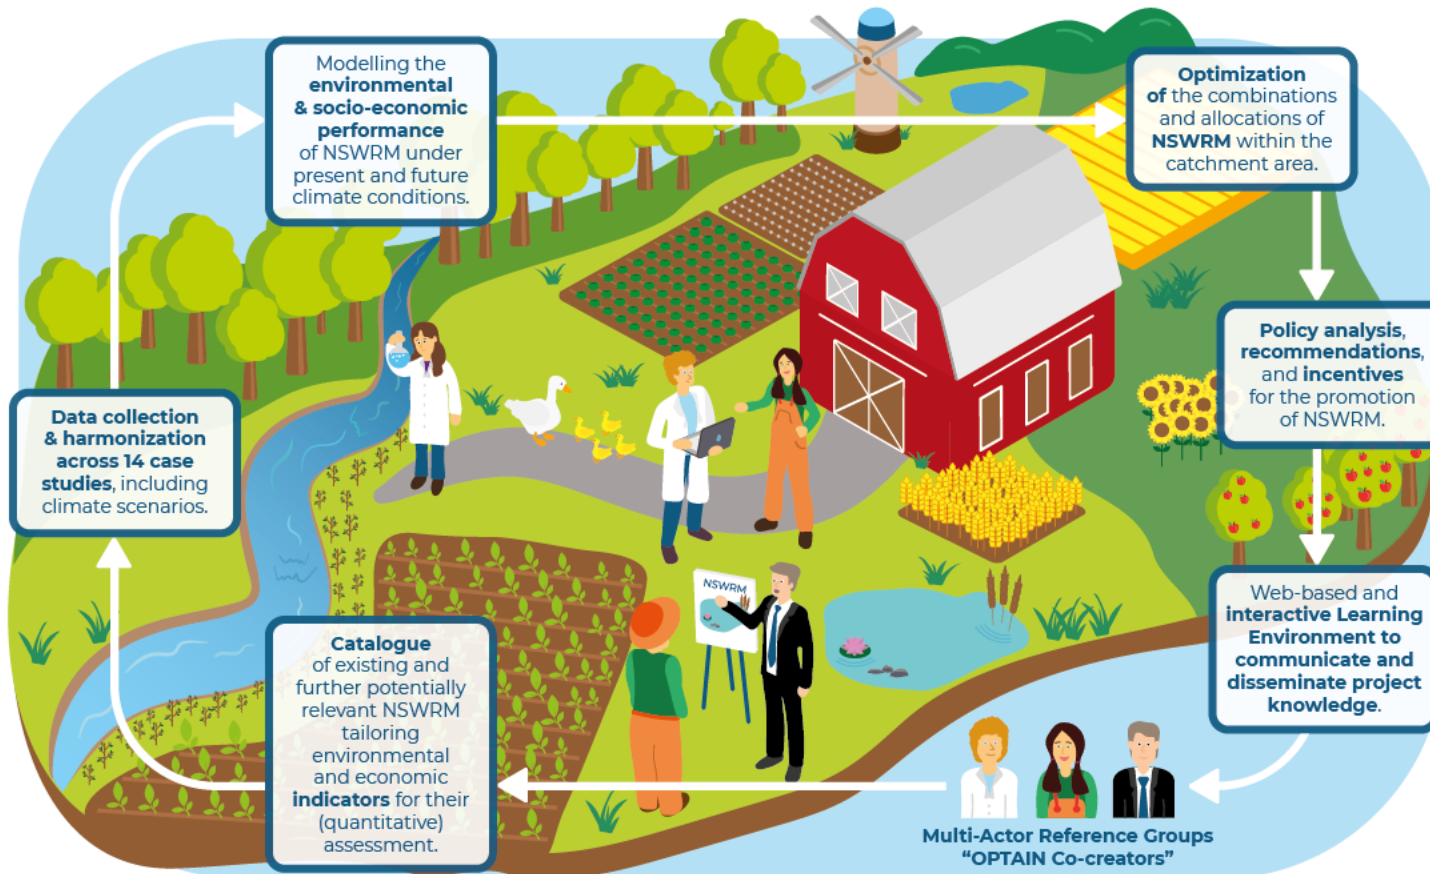 Modelling the
environmental
& socio-economic
performance
of NSWRM under
present and future
climate conditions.
Optimization
of the combinations
and allocations of
NSWRM within the
catchment area.
Policy analysis,
recommendations,
and incentives
for the promotion
of NSWRM.
Web-based and
interactive Learning
Environment to
communicate and
disseminate project
knowledge.
Multi-Actor Reference Groups
“OPTAIN Co-creators”
Catalogue
of existing and
further potentially
relevant NSWRM
tailoring
environmental
and economic
indicators for their
(quantitative)
assessment.
Data collection
& harmonization
across 14 case
studies, including
climate scenarios.
NSWRM